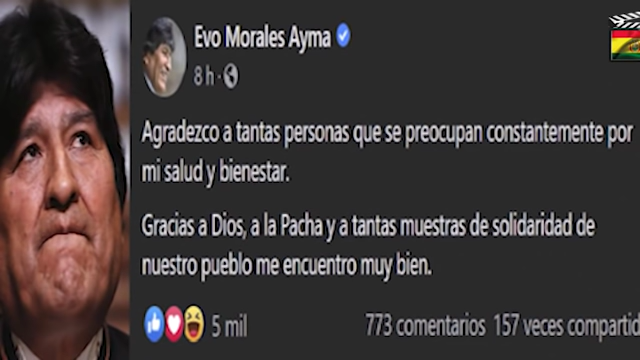 Evo Morales Ayma
8 h ·
Agradezco a tantas personas que se preocupan constantemente por
mi salud y bienestar.
Gracias a Dios, a la Pacha y a tantas muestras de solidaridad de
nuestro pueblo me encuentro muy bien.
5 mil 773 comentarios 157 veces compartid